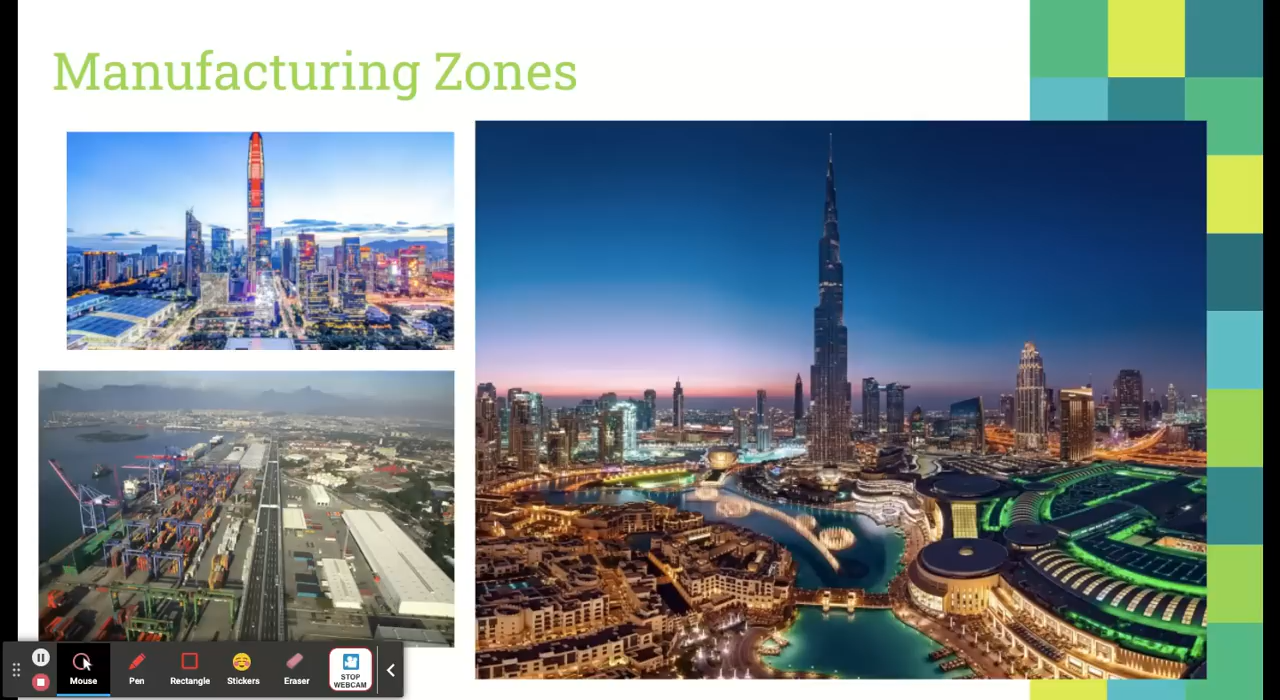 Manufacturing Zones
Mouse
Pen
Rectangle
Stickers
Eraser
STOP
WEBCAM